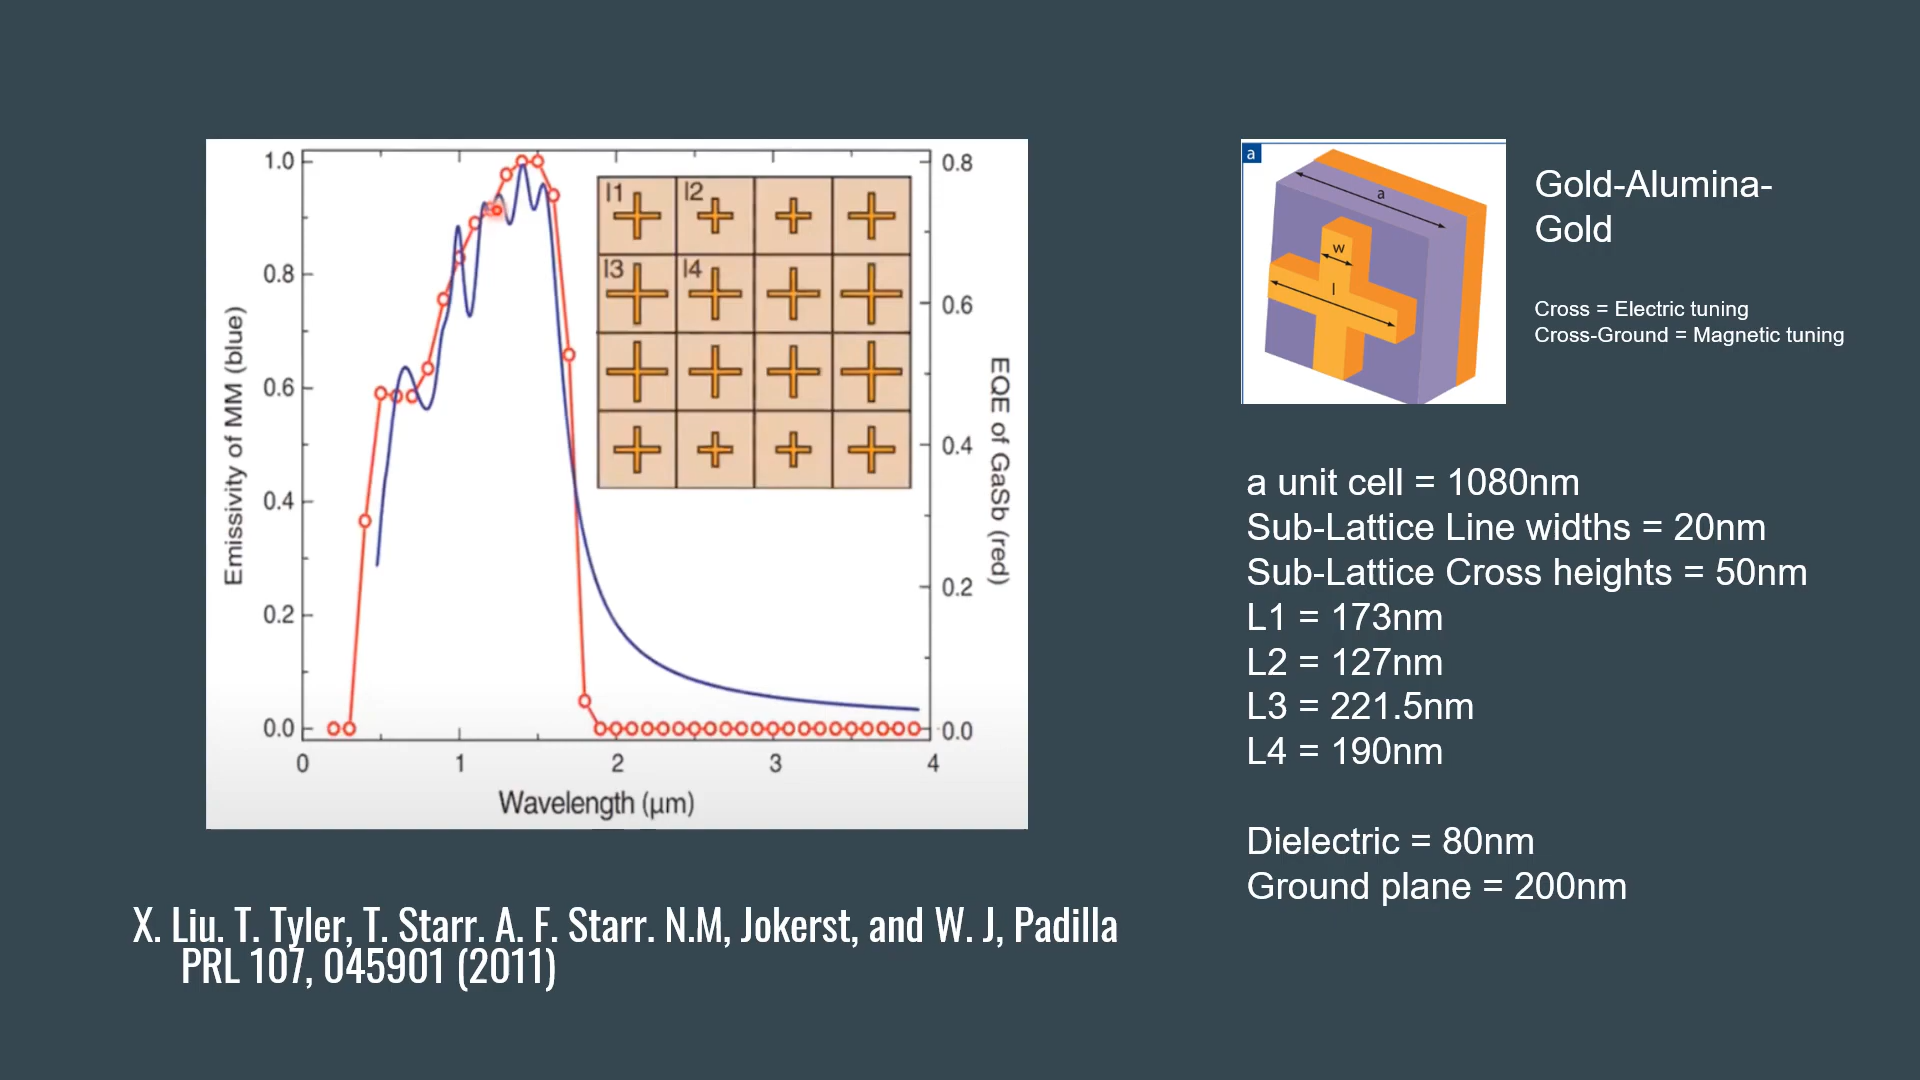 1.0
0.8
0.6
0.4
0.2
0.0
Emissivity of MM (blue)
0.8
0.6
0.4
0.2
0.0
EQE of GaSb (red)
l1
l2
l3
l4
0
1
2
3
4
Wavelength (μm)
X. Liu. T. Tyler, T. Starr. A. F. Starr. N.M, Jokerst, and W. J, Padilla
PRL 107, 045901 (2011)
a
a
w
l
Gold-Alumina-
Gold
Cross = Electric tuning
Cross-Ground = Magnetic tuning
a unit cell = 1080nm
Sub-Lattice Line widths = 20nm
Sub-Lattice Cross heights = 50nm
L1 = 173nm
L2 = 127nm
L3 = 221.5nm
L4 = 190nm
Dielectric = 80nm
Ground plane = 200nm